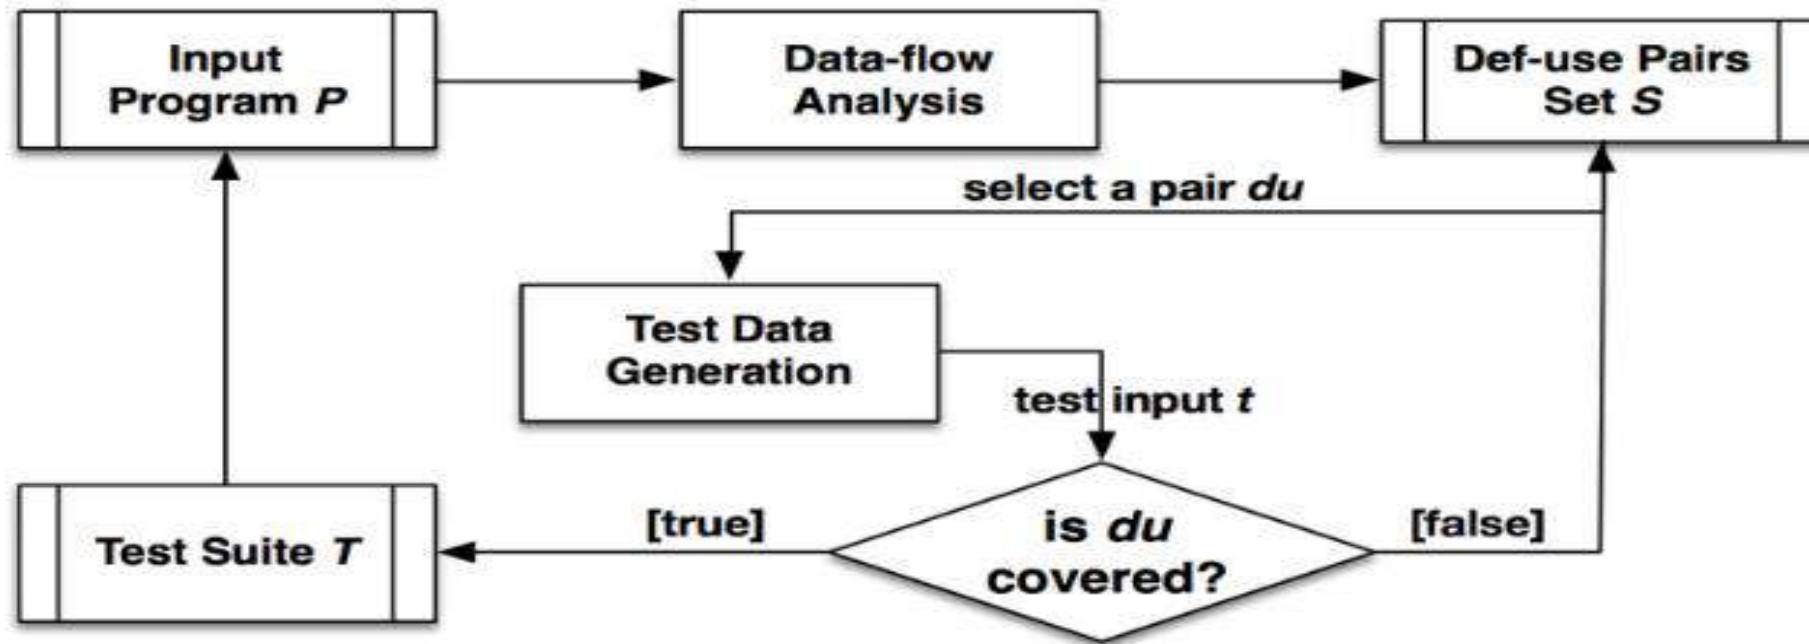 Input
Program P
Data-flow
Analysis
Def-use Pairs
Set S
select a pair du
Test Data
Generation
test input t
Test Suite T
[true]
is du
covered?
[false]